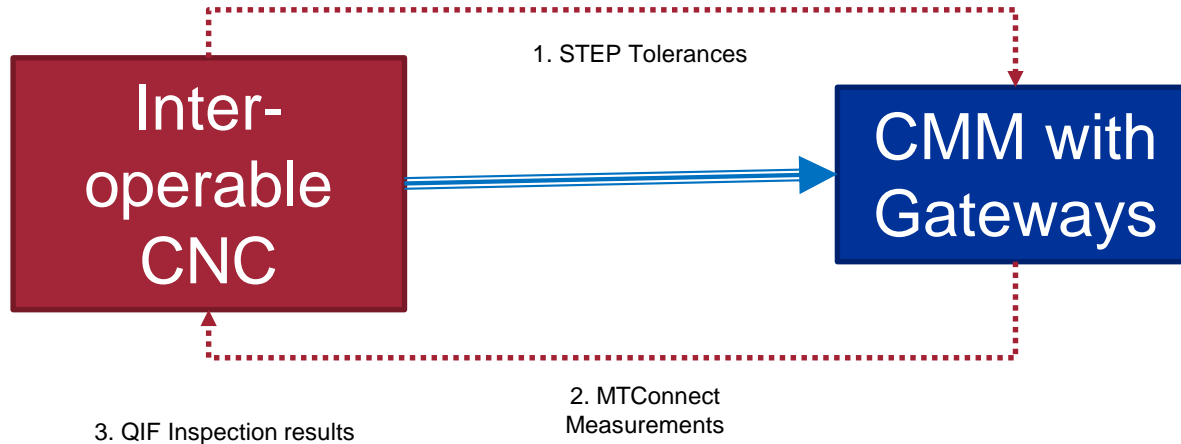 1. STEP Tolerances
Inter-
operable
CNC
CMM with
Gateways
2. MTConnect
Measurements
3. QIF Inspection results